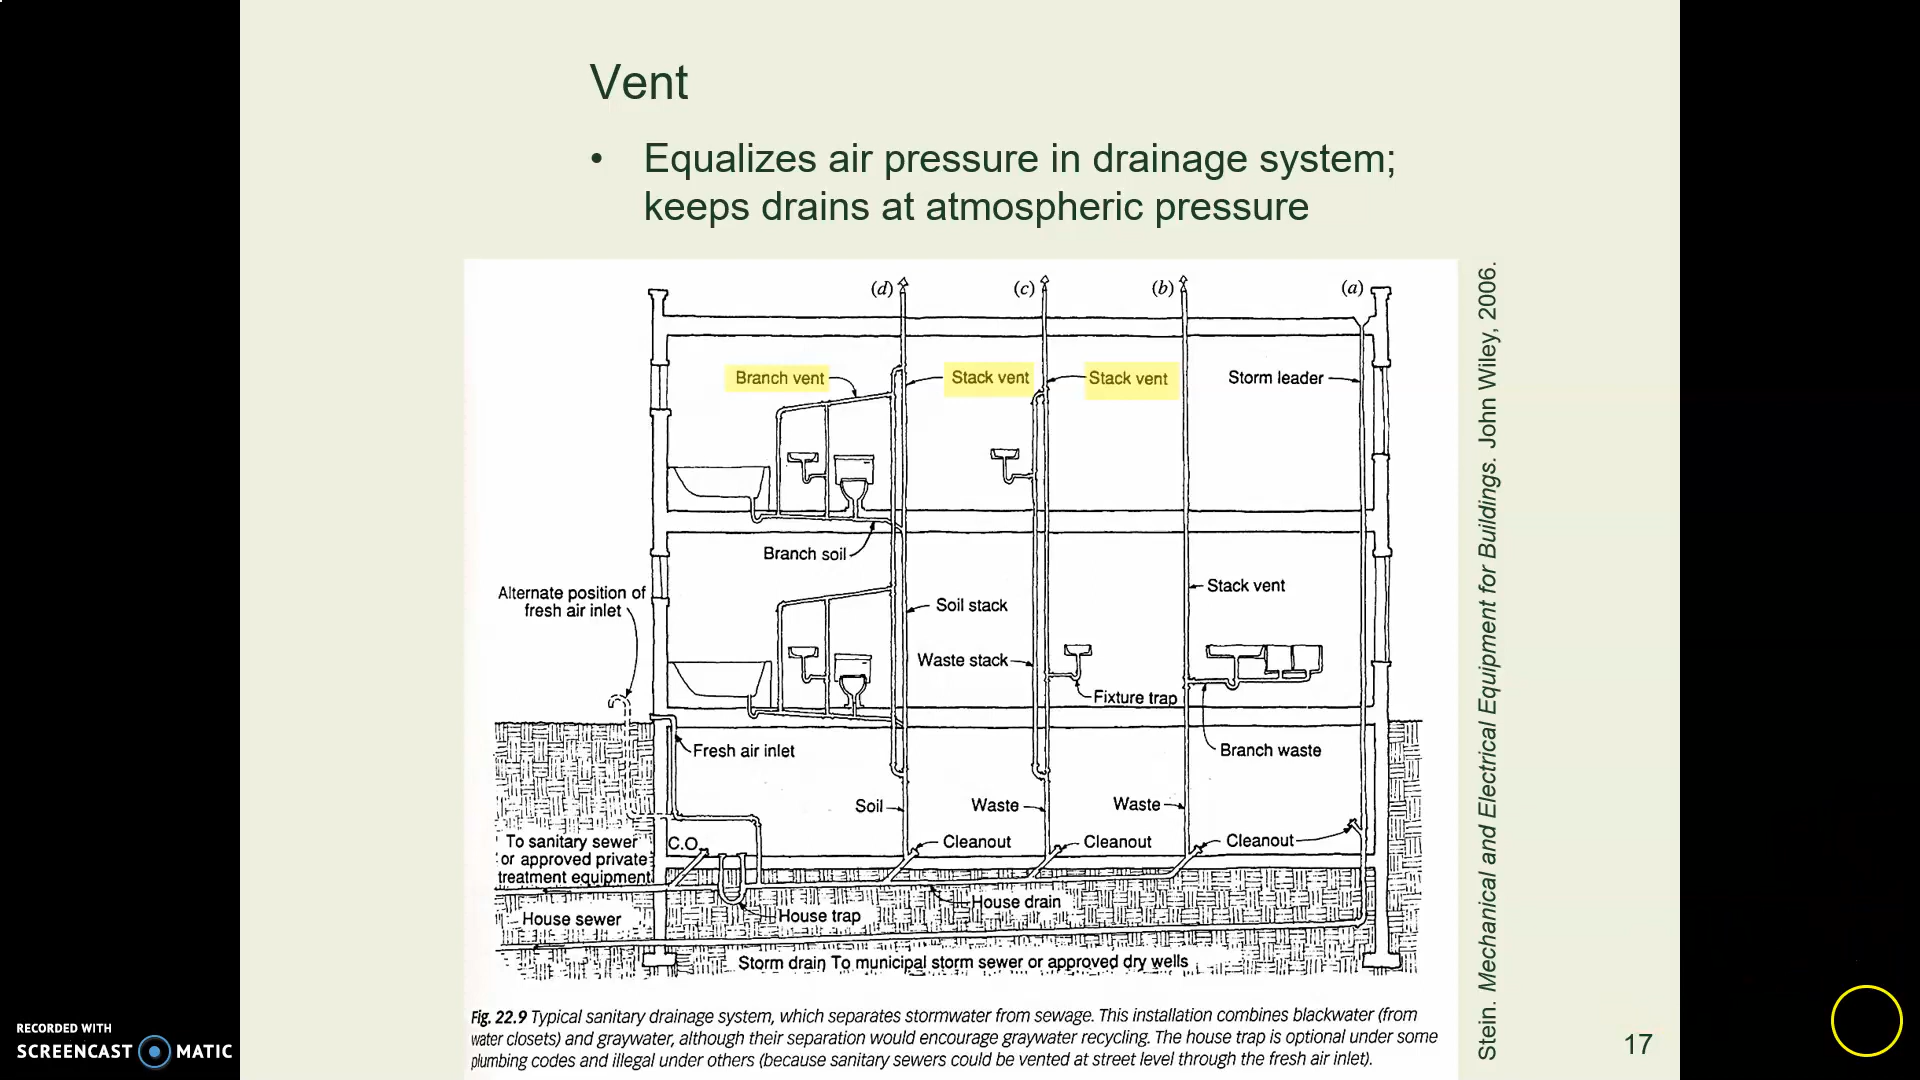 Vent
• Equalizes air pressure in drainage system;
keeps drains at atmospheric pressure
(d)
(c)
(b)
(a)
Branch vent
Stack vent
Stack vent
Storm leader
Branch soil
Alternate position of
fresh air inlet
Stack vent
Soil stack
Waste stack
Fixture trap
Fresh air inlet
Branch waste
Soil
Waste
Waste
To sanitary sewer
or approved private
treatment equipment
C.O.
Cleanout
Cleanout
Cleanout
House sewer
House trap
House drain
Storm drain To municipal storm sewer or approved dry wells
Fig. 22.9 Typical sanitary drainage system, which separates stormwater from sewage. This installation combines blackwater (from
water closets) and graywater, although their separation would encourage graywater recycling. The house trap is optional under some
plumbing codes and illegal under others (because sanitary sewers could be vented at street level through the fresh air inlet).
Stein. Mechanical and Electrical Equipment for Buildings. John Wiley, 2006.
17
RECORDED WITH
SCREENCAST MATIC